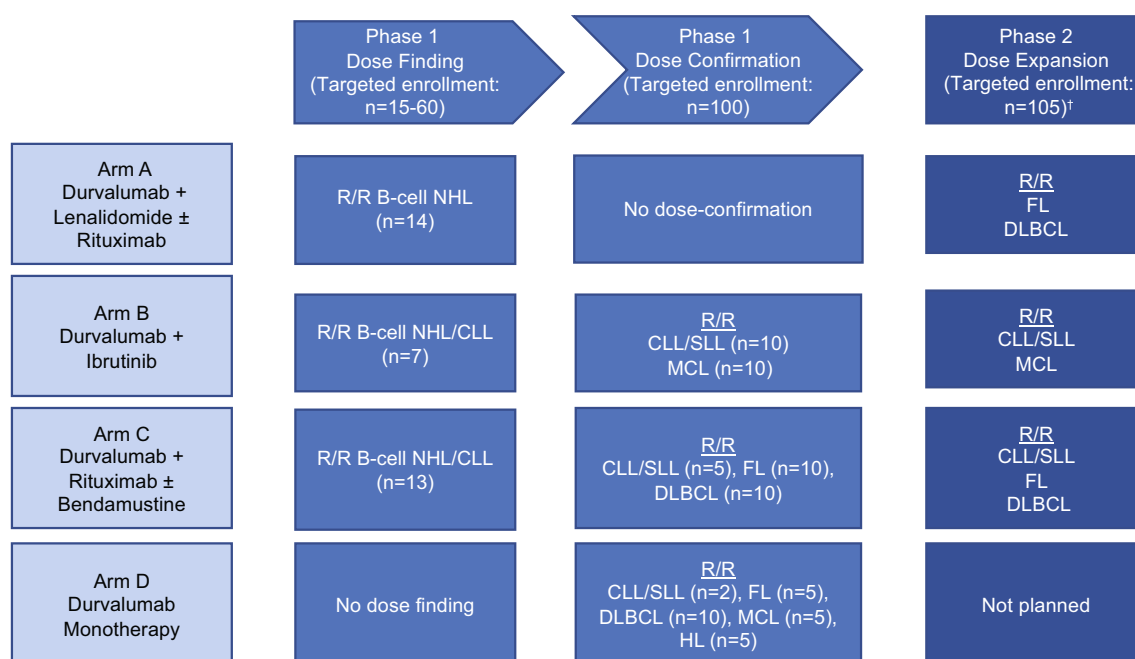 Phase 1
Dose Finding
(Targeted enrollment:
n=15-60)
Phase 1
Dose Confirmation
(Targeted enrollment:
n=100)
Phase 2
Dose Expansion
(Targeted enrollment:
n=105)†
Arm A
Durvalumab +
Lenalidomide ±
Rituximab
R/R B-cell NHL
(n=14)
No dose-confirmation
R/R
FL
DLBCL
Arm B
Durvalumab +
Ibrutinib
R/R B-cell NHL/CLL
(n=7)
R/R
CLL/SLL (n=10)
MCL (n=10)
R/R
CLL/SLL
MCL
Arm C
Durvalumab +
Rituximab ±
Bendamustine
R/R B-cell NHL/CLL
(n=13)
R/R
CLL/SLL (n=5), FL (n=10),
DLBCL (n=10)
R/R
CLL/SLL
FL
DLBCL
Arm D
Durvalumab
Monotherapy
No dose finding
R/R
CLL/SLL (n=2), FL (n=5),
DLBCL (n=10), MCL (n=5),
HL (n=5)
Not planned